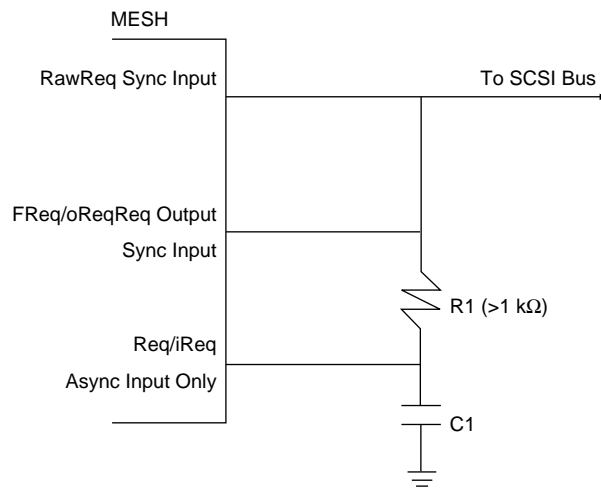 MESH
RawReq Sync Input
To SCSI Bus
FReq/oReqReq Output
Sync Input
R1 (>1 kΩ)
Req/iReq
Async Input Only
C1